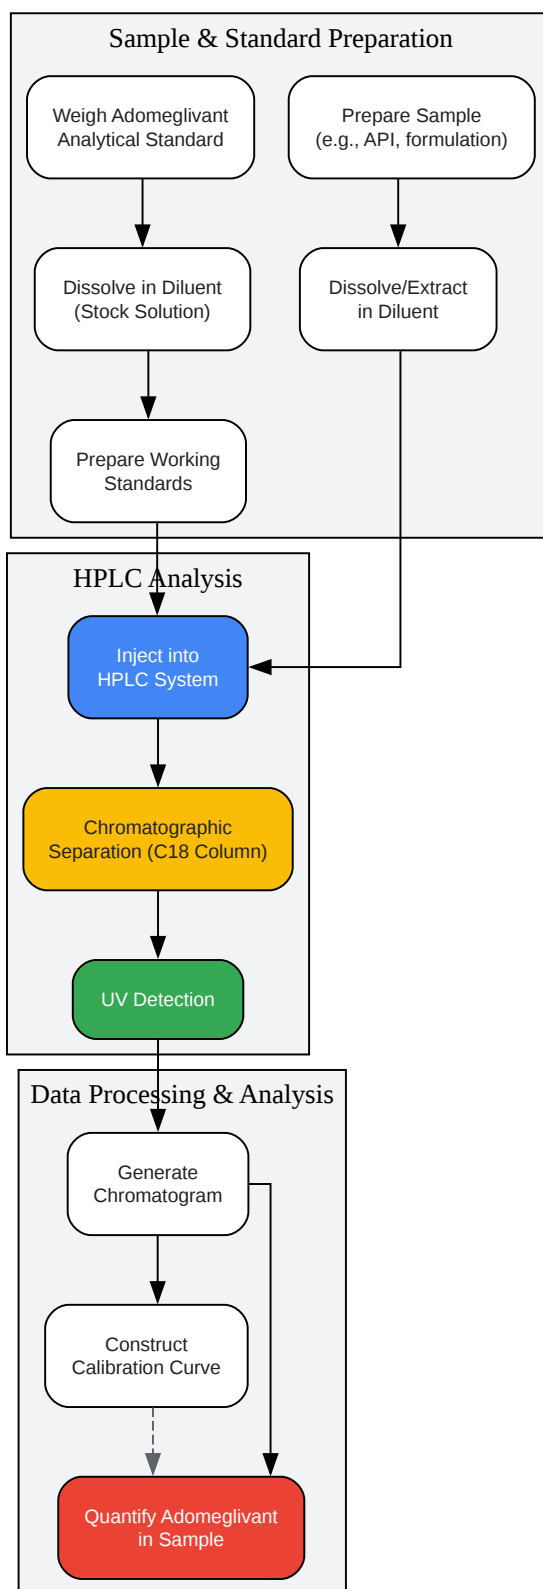 Sample & Standard Preparation
Weigh Adomeglivant
Analytical Standard
Prepare Sample
(e.g., API, formulation)
Dissolve in Diluent
(Stock Solution)
Dissolve/Extract
in Diluent
Prepare Working
Standards
HPLC Analysis
Inject into
HPLC System
Chromatographic
Separation (C18 Column)
UV Detection
Data Processing & Analysis
Generate
Chromatogram
Construct
Calibration Curve
Quantify Adomeglivant
in Sample